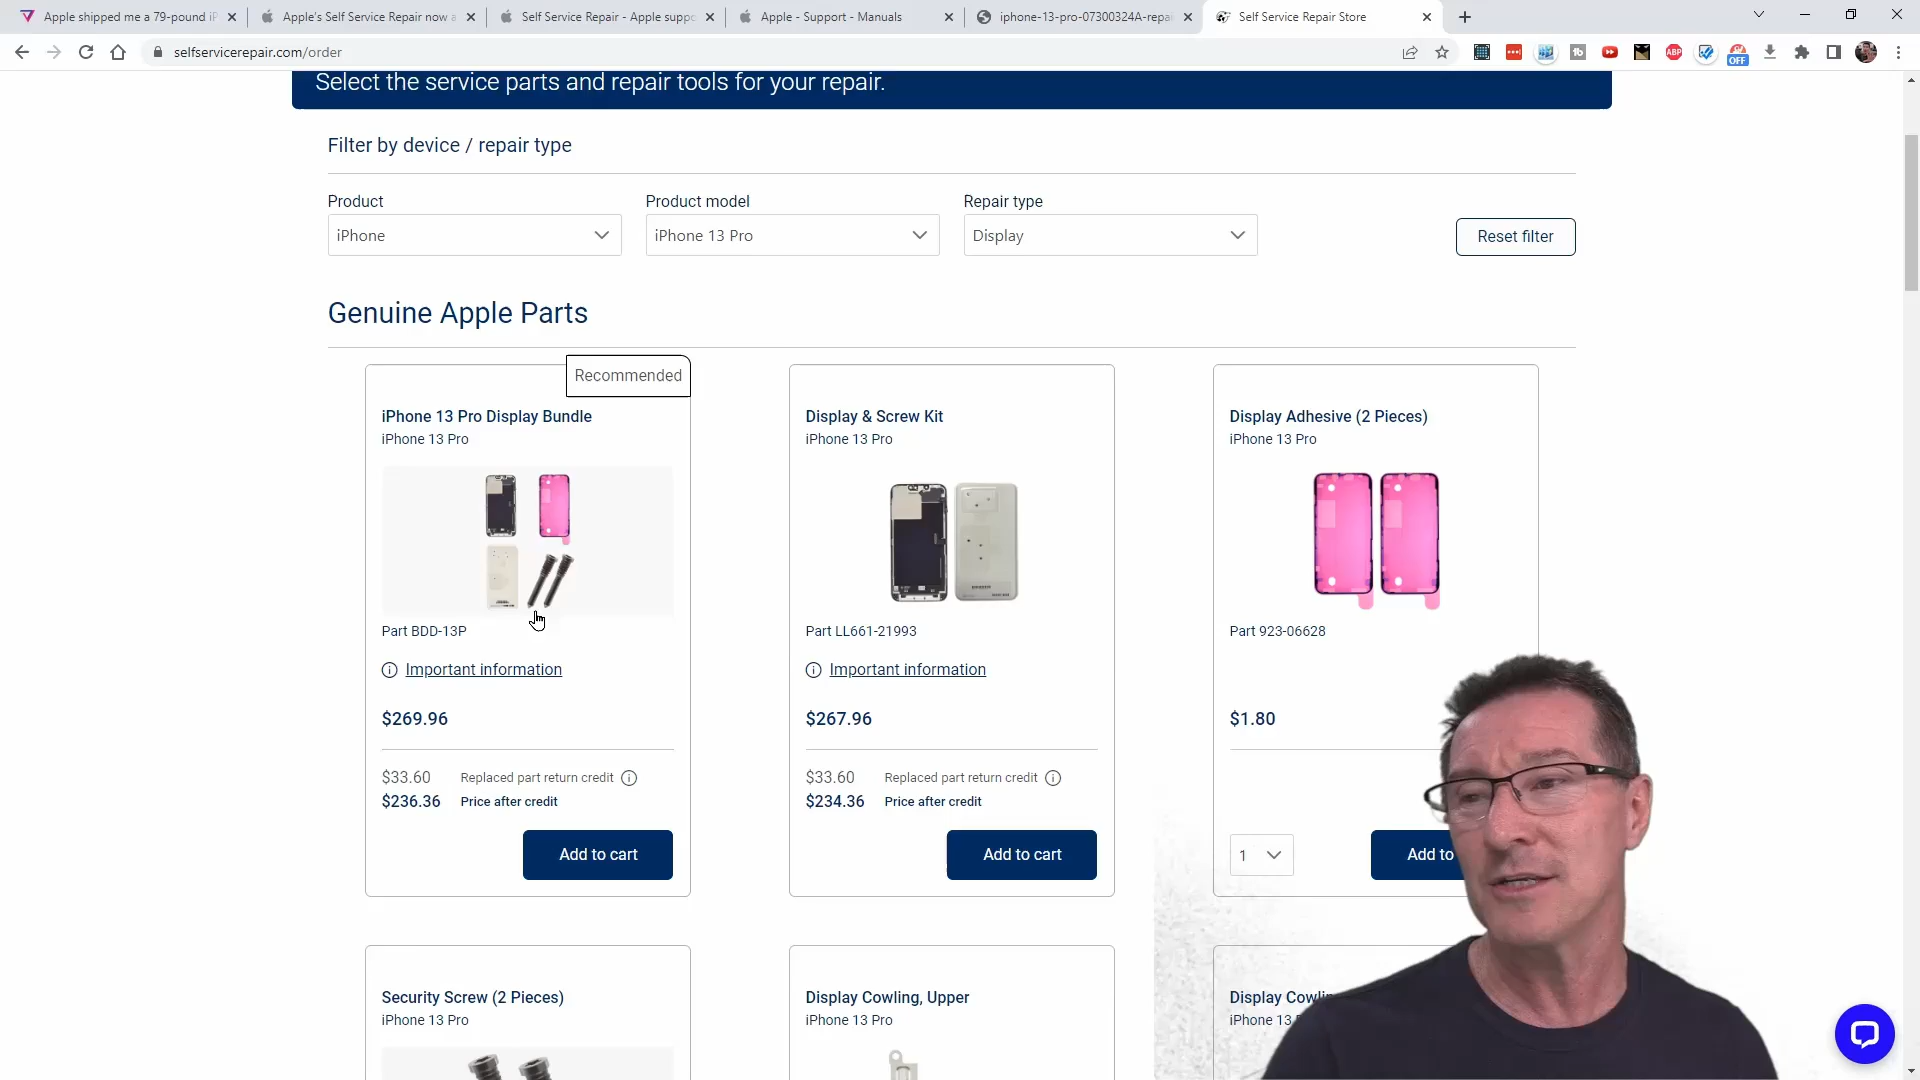 Apple shipped me a 79-pound iP
Apple's Self Service Repair now a
Self Service Repair - Apple suppo
Apple - Support - Manuals
iphone-13-pro-07300324A-repai
Self Service Repair Store
selfservicerepair.com/order
ABP
OFF
Select the service parts and repair tools for your repair.
Filter by device / repair type
Product
Product model
Repair type
iPhone
iPhone 13 Pro
Display
Reset filter
Genuine Apple Parts
Recommended
iPhone 13 Pro Display Bundle
iPhone 13 Pro
Part BDD-13P
Important information
$269.96
$33.60 Replaced part return credit
$236.36 Price after credit
Add to cart
Display & Screw Kit
iPhone 13 Pro
Part LL661-21993
Important information
$267.96
$33.60 Replaced part return credit
$234.36 Price after credit
Add to cart
Display Adhesive (2 Pieces)
iPhone 13 Pro
Part 923-06628
$1.80
1
Add to
Security Screw (2 Pieces)
iPhone 13 Pro
Display Cowling, Upper
iPhone 13 Pro
Display Cowlin
iPhone 13